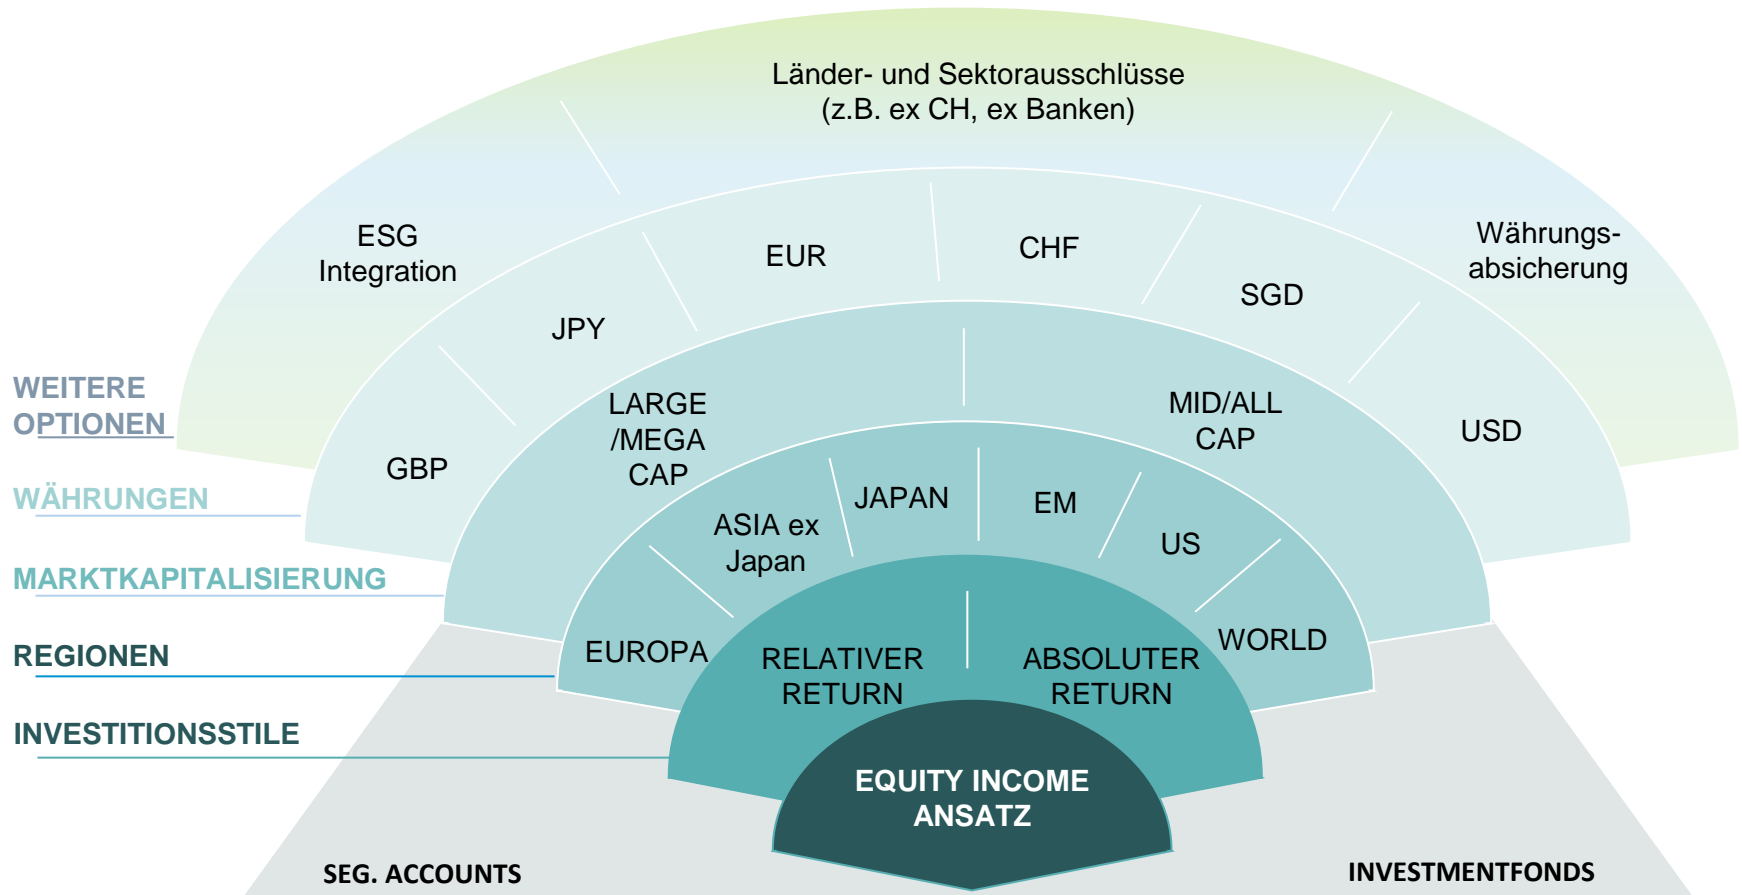 Länder- und Sektorausschlüsse
(z.B. ex CH, ex Banken)
ESG
Integration
Währungs-
absicherung
WEITERE
OPTIONEN
GBP
JPY
EUR
CHF
SGD
USD
WÄHRUNGEN
LARGE
/MEGA
CAP
MID/ALL
CAP
MARKTKAPITALISIERUNG
EUROPA
ASIA ex
Japan
JAPAN
EM
US
WORLD
REGIONEN
RELATIVER
RETURN
ABSOLUTER
RETURN
INVESTITIONSSTILE
EQUITY INCOME
ANSATZ
SEG. ACCOUNTS
INVESTMENTFONDS